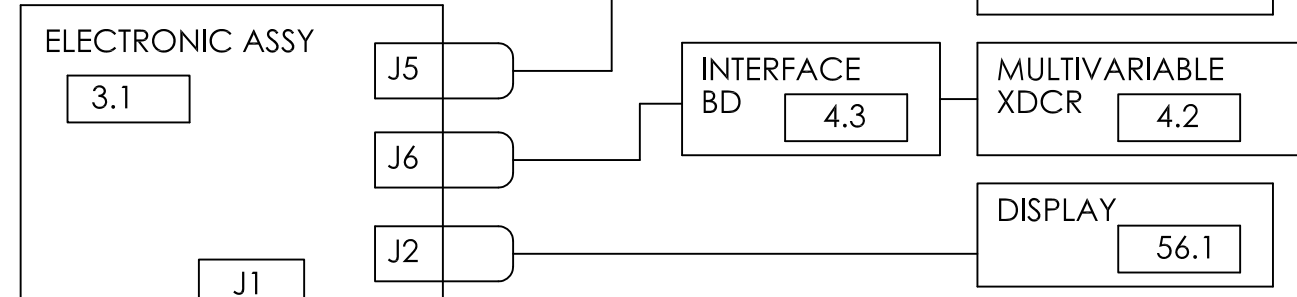 ELECTRONIC ASSY
3.1
J5
J6
J2
J1
INTERFACE
BD 4.3
MULTIVARIABLE
XDCR 4.2
DISPLAY
56.1